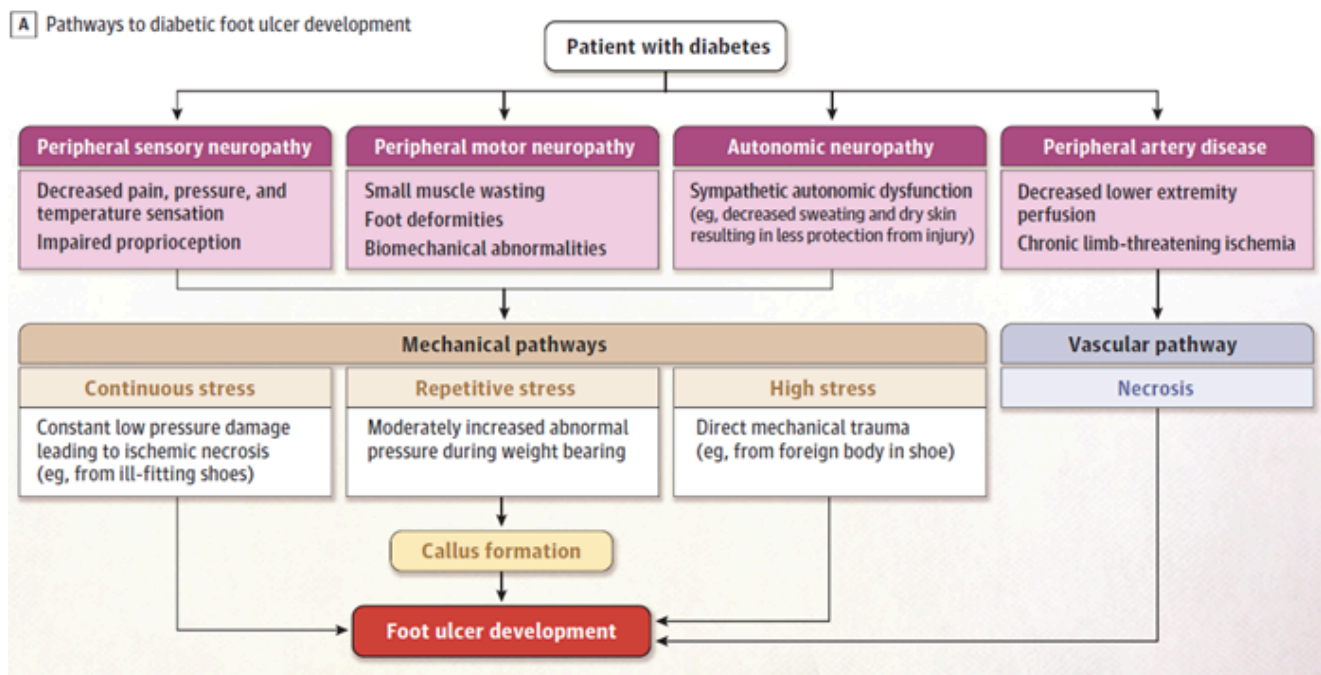 A Pathways to diabetic foot ulcer development
Patient with diabetes
Peripheral sensory neuropathy
Decreased pain, pressure, and
temperature sensation
Impaired proprioception
Peripheral motor neuropathy
Small muscle wasting
Foot deformities
Biomechanical abnormalities
Autonomic neuropathy
Sympathetic autonomic dysfunction
(eg, decreased sweating and dry skin
resulting in less protection from injury)
Peripheral artery disease
Decreased lower extremity
perfusion
Chronic limb-threatening ischemia
Mechanical pathways
Continuous stress
Constant low pressure damage
leading to ischemic necrosis
(eg, from ill-fitting shoes)
Repetitive stress
Moderately increased abnormal
pressure during weight bearing
High stress
Direct mechanical trauma
(eg, from foreign body in shoe)
Vascular pathway
Necrosis
Callus formation
Foot ulcer development